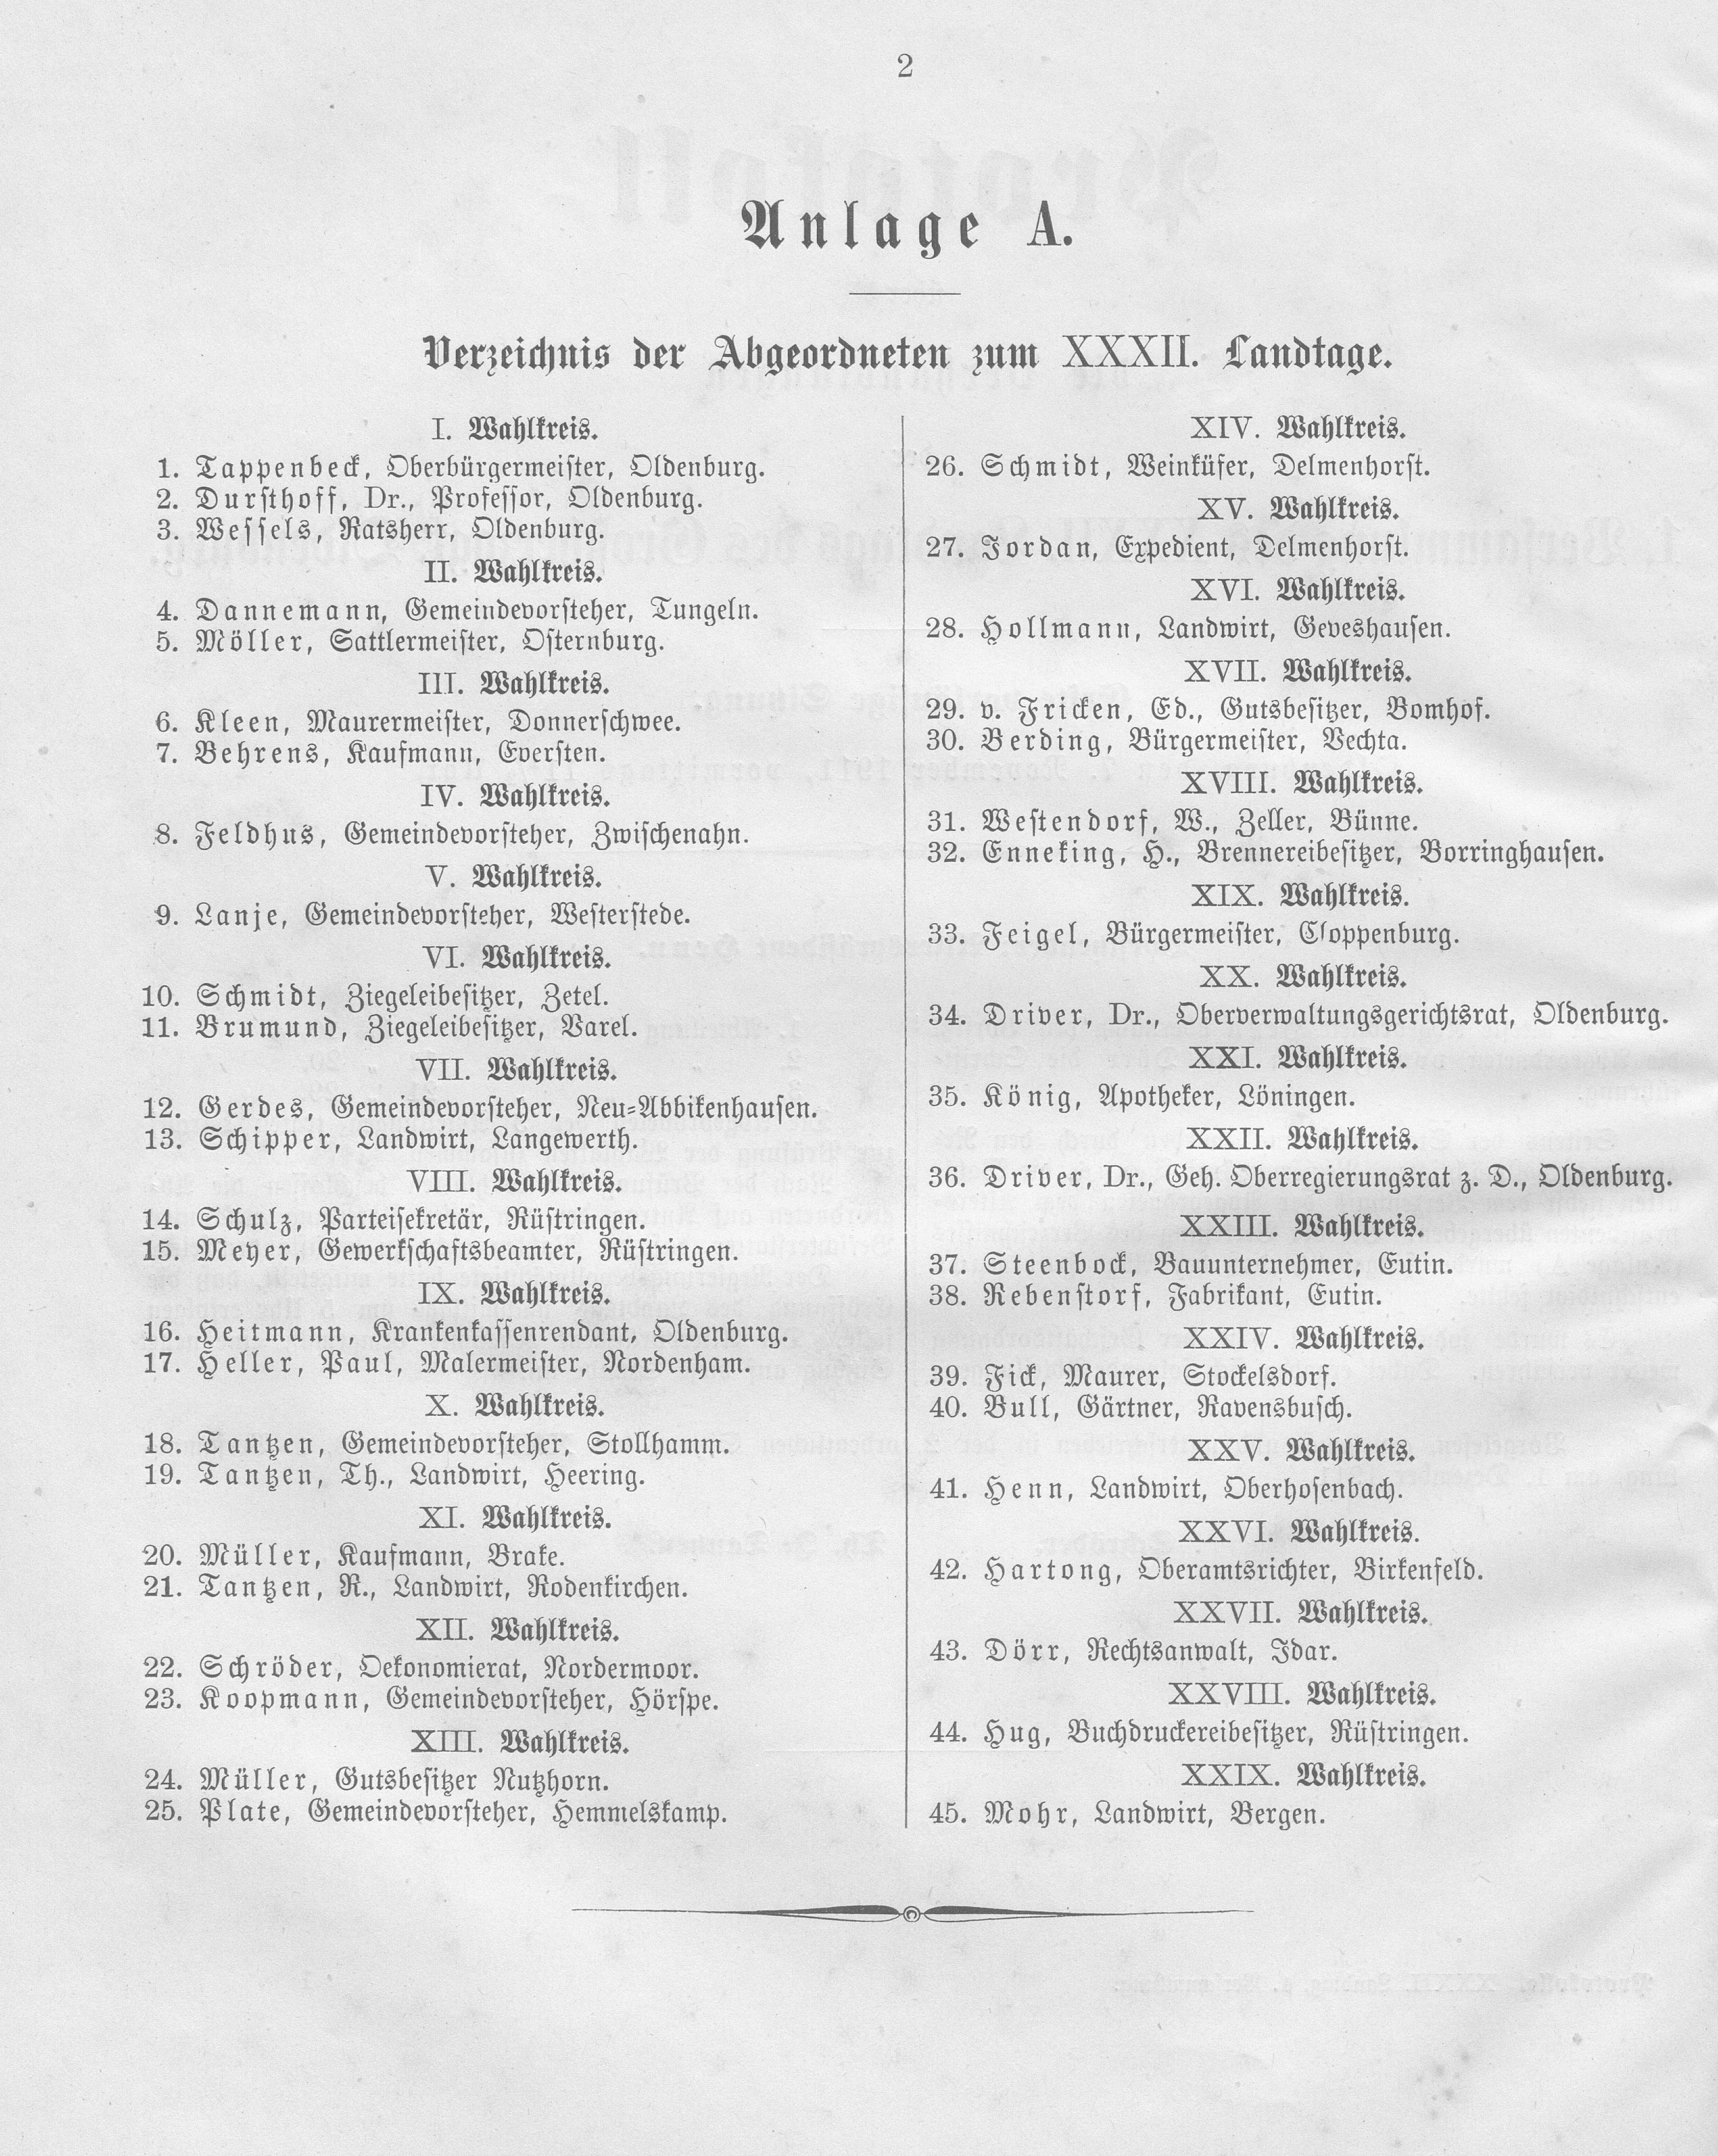 2
Anlage A.
Verzeichnis der Abgeordneten zum XXXII. Landtage.
I. Wahlkreis.
1. Tappenbeck, Oberbürgermeister, Oldenburg.
2. Dursthoff, Dr., Professor, Oldenburg.
3. Wessels, Ratsherr, Oldenburg.
II. Wahlkreis.
4. Dannemann, Gemeindevorsteher, Tungeln.
5. Möller, Sattlermeister, Osternburg.
III. Wahlkreis.
6. Kleen, Maurermeister, Donnerschwee.
7. Behrens, Kaufmann, Eversten.
IV. Wahlkreis.
8. Feldhus, Gemeindevorsteher, Zwischenahn.
V. Wahlkreis.
9. Lanje, Gemeindevorsteher, Westerstede.
VI. Wahlkreis.
10. Schmidt, Ziegeleibesitzer, Zetel.
11. Brumund, Ziegeleibesitzer, Varel.
VII. Wahlkreis.
12. Gerdes, Gemeindevorsteher, Neu-Abbikenhausen.
13. Schipper, Landwirt, Langewerth.
VIII. Wahlkreis.
14. Schulz, Parteisekretär, Rüstringen.
15. Meyer, Gewerkschaftsbeamter, Rüstringen.
IX. Wahlkreis.
16. Heitmann, Krankenkassenrendant, Oldenburg.
17. Heller, Paul, Malermeister, Nordenham.
X. Wahlkreis.
18. Tantzen, Gemeindevorsteher, Stollhamm.
19. Tantzen, Th., Landwirt, Heering.
XI. Wahlkreis.
20. Müller, Kaufmann, Brake.
21. Tantzen, R., Landwirt, Rodenkirchen.
XII. Wahlkreis.
22. Schröder, Oekonomierat, Nordermoor.
23. Koopmann, Gemeindevorsteher, Hörspe.
XIII. Wahlkreis.
24. Müller, Gutsbesitzer Nutzhorn.
25. Plate, Gemeindevorsteher, Hemmelskamp.
XIV. Wahlkreis.
26. Schmidt, Weinküfer, Delmenhorst.
XV. Wahlkreis.
27. Jordan, Expedient, Delmenhorst.
XVI. Wahlkreis.
28. Hollmann, Landwirt, Geveshausen.
XVII. Wahlkreis.
29. v. Fricken, Ed., Gutsbesitzer, Bomhof.
30. Berding, Bürgermeister, Vechta.
XVIII. Wahlkreis.
31. Westendorf, W., Zeller, Bünne.
32. Enneking, H., Brennereibesitzer, Borringhausen.
XIX. Wahlkreis.
33. Feigel, Bürgermeister, Cloppenburg.
XX. Wahlkreis.
34. Driver, Dr., Oberverwaltungsgerichtsrat, Oldenburg.
XXI. Wahlkreis.
35. König, Apotheker, Löningen.
XXII. Wahlkreis.
36. Driver, Dr., Geh. Oberregierungsrat z. D., Oldenburg.
XXIII. Wahlkreis.
37. Steenbock, Bauunternehmer, Eutin.
38. Rebenstorf, Fabrikant, Eutin.
XXIV. Wahlkreis.
39. Fick, Maurer, Stockelsdorf.
40. Bull, Gärtner, Ravensbusch.
XXV. Wahlkreis.
41. Henn, Landwirt, Oberhosenbach.
XXVI. Wahlkreis.
42. Hartong, Oberamtsrichter, Birkenfeld.
XXVII. Wahlkreis.
43. Dörr, Rechtsanwalt, Idar.
XXVIII. Wahlkreis.
44. Hug, Buchdruckereibesitzer, Rüstringen.
XXIX. Wahlkreis.
45. Mohr, Landwirt, Bergen.